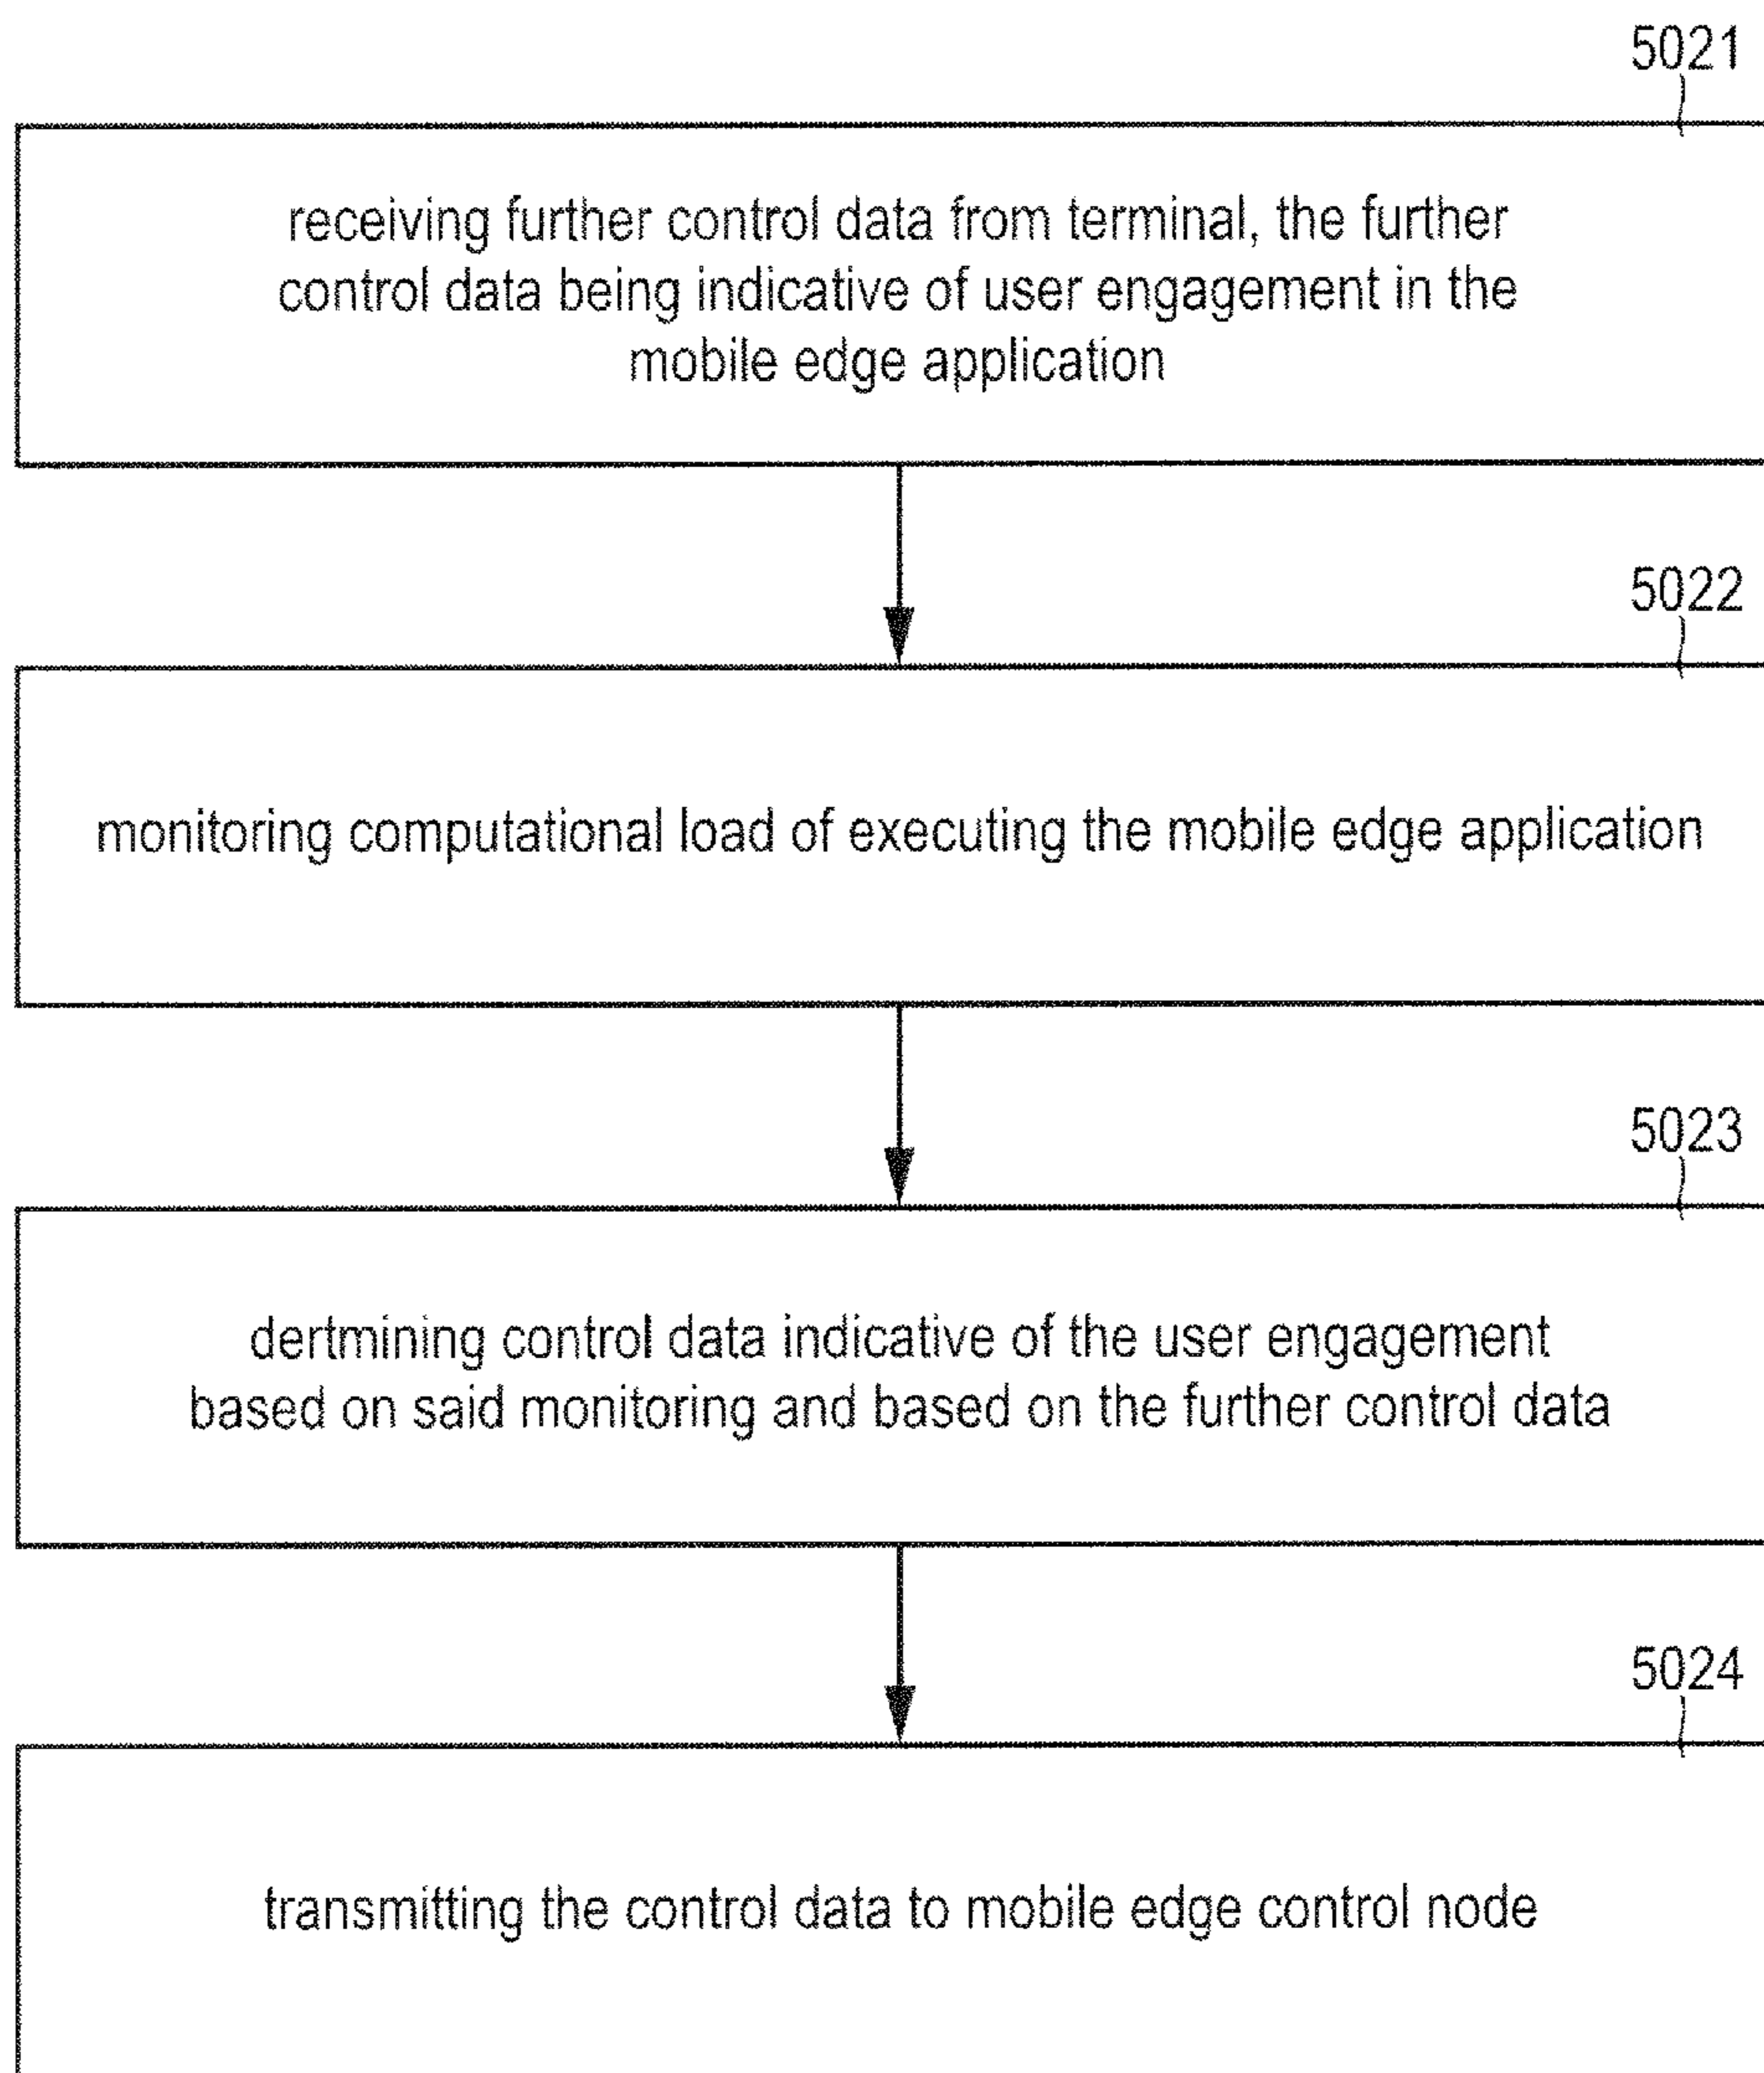 5021
receiving further control data from terminal, the further
control data being indicative of user engagement in the
mobile edge application
5022
monitoring computational load of executing the mobile edge application
5023
dertmining control data indicative of the user engagement
based on said monitoring and based on the further control data
5024
transmitting the control data to mobile edge control node